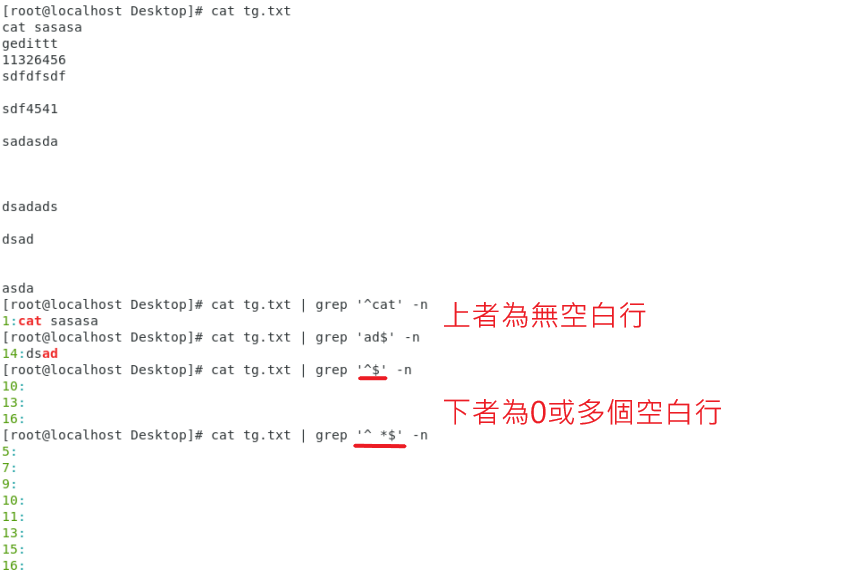 [root@localhost Desktop]# cat tg.txt
cat sasasa
gedittt
11326456
sdfdfsdf
sdf4541
sadasda
dsadads
dsad
asda
[root@localhost Desktop]# cat tg.txt | grep '^cat' -n
1:cat sasasa
上者為無空白行
[root@localhost Desktop]# cat tg.txt | grep 'ad$' -n
14:dsad
[root@localhost Desktop]# cat tg.txt | grep '^$' -n
10:
13:
下者為0或多個空白行
16:
[root@localhost Desktop]# cat tg.txt | grep '^ *$' -n
5:
7:
9:
10:
11:
13:
15:
16: